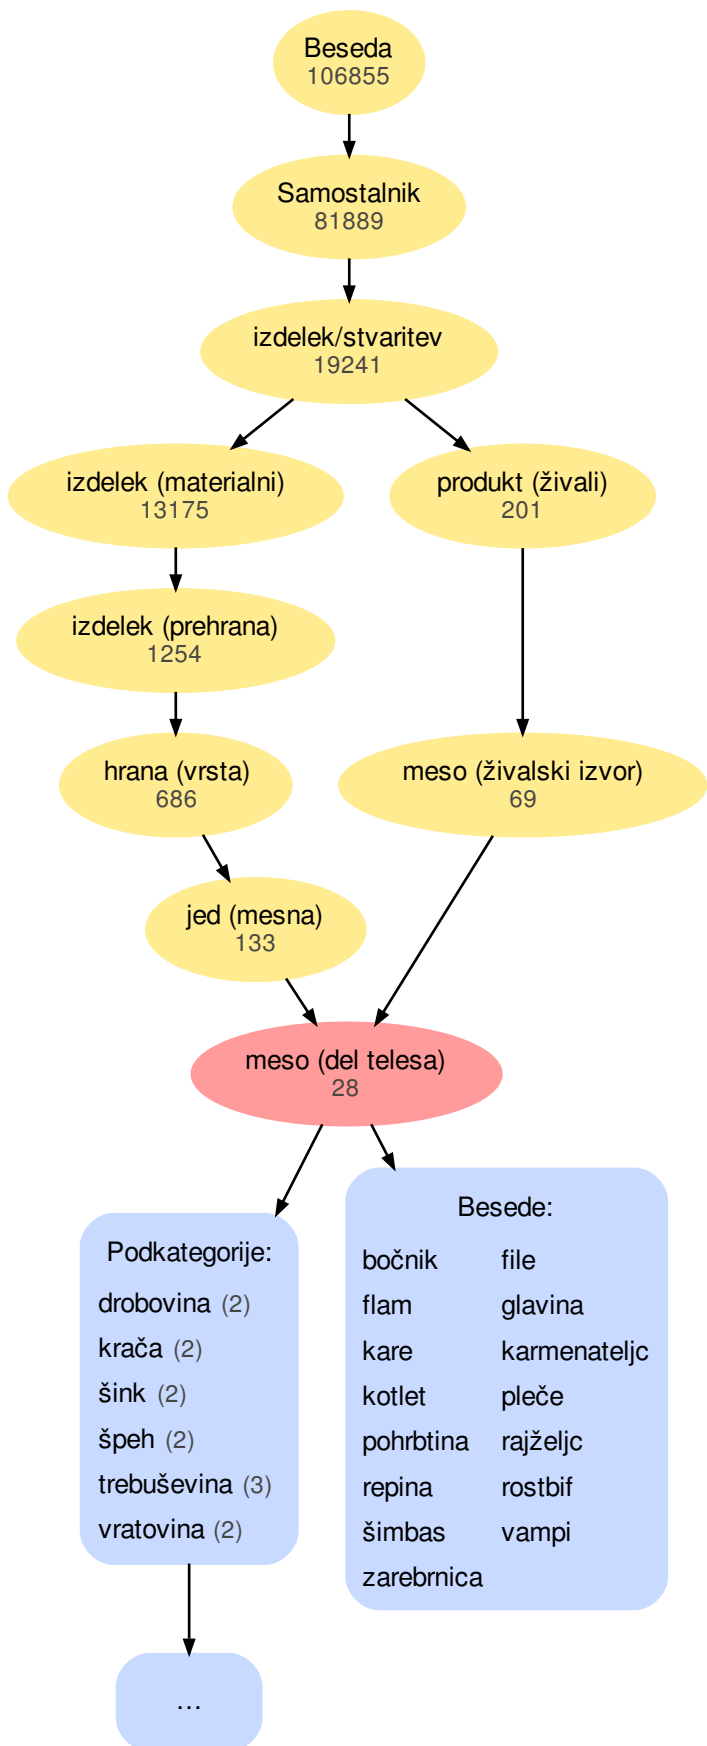 Beseda
106855
Samostalnik
81889
izdelek/stvaritev
19241
izdelek (materialni)
13175
produkt (živali)
201
izdelek (prehrana)
1254
hrana (vrsta)
686
meso (živalski izvor)
69
jed (mesna)
133
meso (del telesa)
28
Podkategorije:
drobovina (2)
krača (2)
šink (2)
špeh (2)
trebuševina (3)
vratovina (2)
Besede:
bočnik file
flam glavina
kare karmenateljc
kotlet pleče
pohrbtina rajželjc
repina rostbif
šimbas vampi
zarebrnica
...